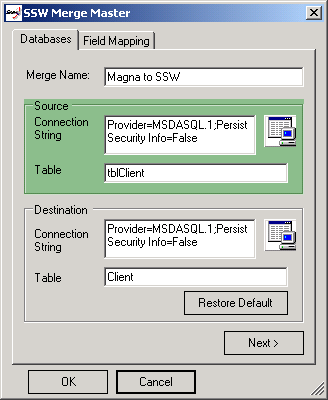 SSW Merge Master
Databases Field Mapping
Merge Name: Magna to SSW
Source
Connection String
Provider=MSDASQL.1;Persist
Security Info=False
Table tblClient
Destination
Connection String
Provider=MSDASQL.1;Persist
Security Info=False
Table Client
Restore Default
Next >
OK Cancel